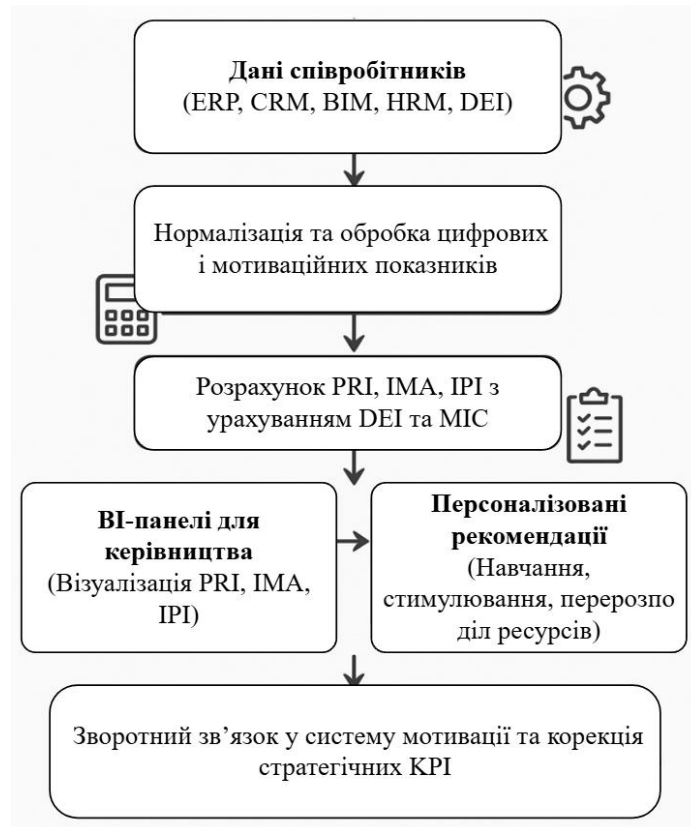 Дані співробітників
(ERP, CRM, BIM, HRM, DEI)
Нормалізація та обробка цифрових
і мотиваційних показників
Розрахунок PRI, IMA, IPI з
урахуванням DEI та MIC
BI-панелі для
керівництва
(Візуалізація PRI, IMA,
IPI)
Персоналізовані
рекомендації
(Навчання,
стимулювання, перерозпо
діл ресурсів)
Зворотний зв’язок у систему мотивації та корекція
стратегічних KPI